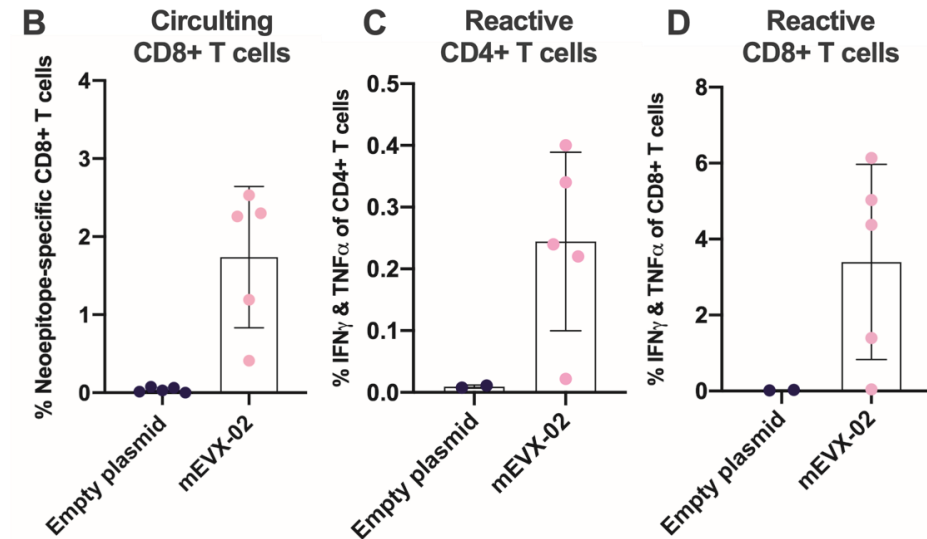 B
Circulting
CD8+ T cells
% Neoepitope-specific CD8+ T cells
4
3
2
1
0
Empty plasmid
mEVX-02
C
Reactive
CD4+ T cells
% IFNγ & TNFα of CD4+ T cells
0.5
0.4
0.3
0.2
0.1
0.0
Empty plasmid
mEVX-02
D
Reactive
CD8+ T cells
% IFNγ & TNFα of CD8+ T cells
8
6
4
2
0
Empty plasmid
mEVX-02